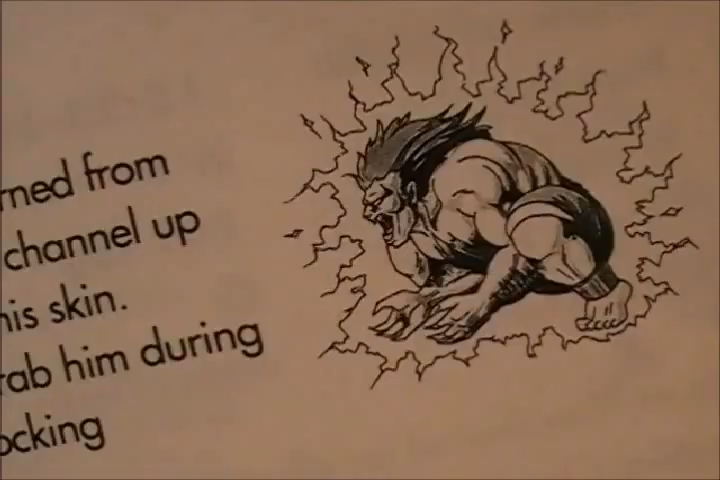 rned from
channel up
his skin.
rab him during
ocking